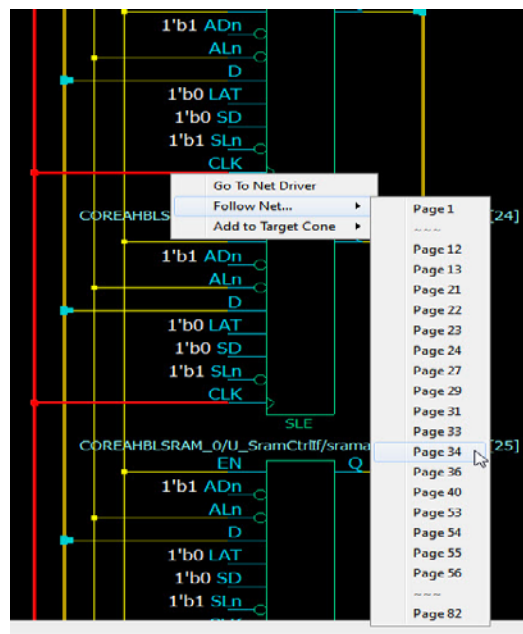 1'b1 ADn
ALn
D
1'b0 LAT
1'b0 SD
1'b1 SLn
CLK
Go To Net Driver
Follow Net...
Add to Target Cone
COREAHBLS
[24]
1'b1 ADn
ALn
D
1'b0 LAT
1'b0 SD
1'b1 SLn
CLK
SLE
COREAHBLSRAM_0/U_SramCtrlIf/srama
[25]
EN
Q
1'b1 ADn
ALn
D
1'b0 LAT
1'b0 SD
1'b1 SLn
Page 1
~~~
Page 12
Page 13
Page 21
Page 22
Page 23
Page 24
Page 27
Page 29
Page 31
Page 33
Page 34
Page 36
Page 40
Page 53
Page 54
Page 55
Page 56
~~~
Page 82